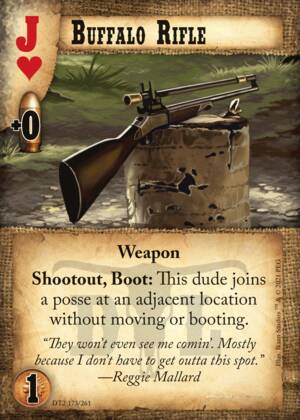 J
Buffalo Rifle
+0
Weapon
Shootout, Boot: This dude joins
a posse at an adjacent location
without moving or booting.
“They won’t even see me comin’. Mostly
because I don’t have to get outta this spot.”
—Reggie Mallard
1
DT2 173/261